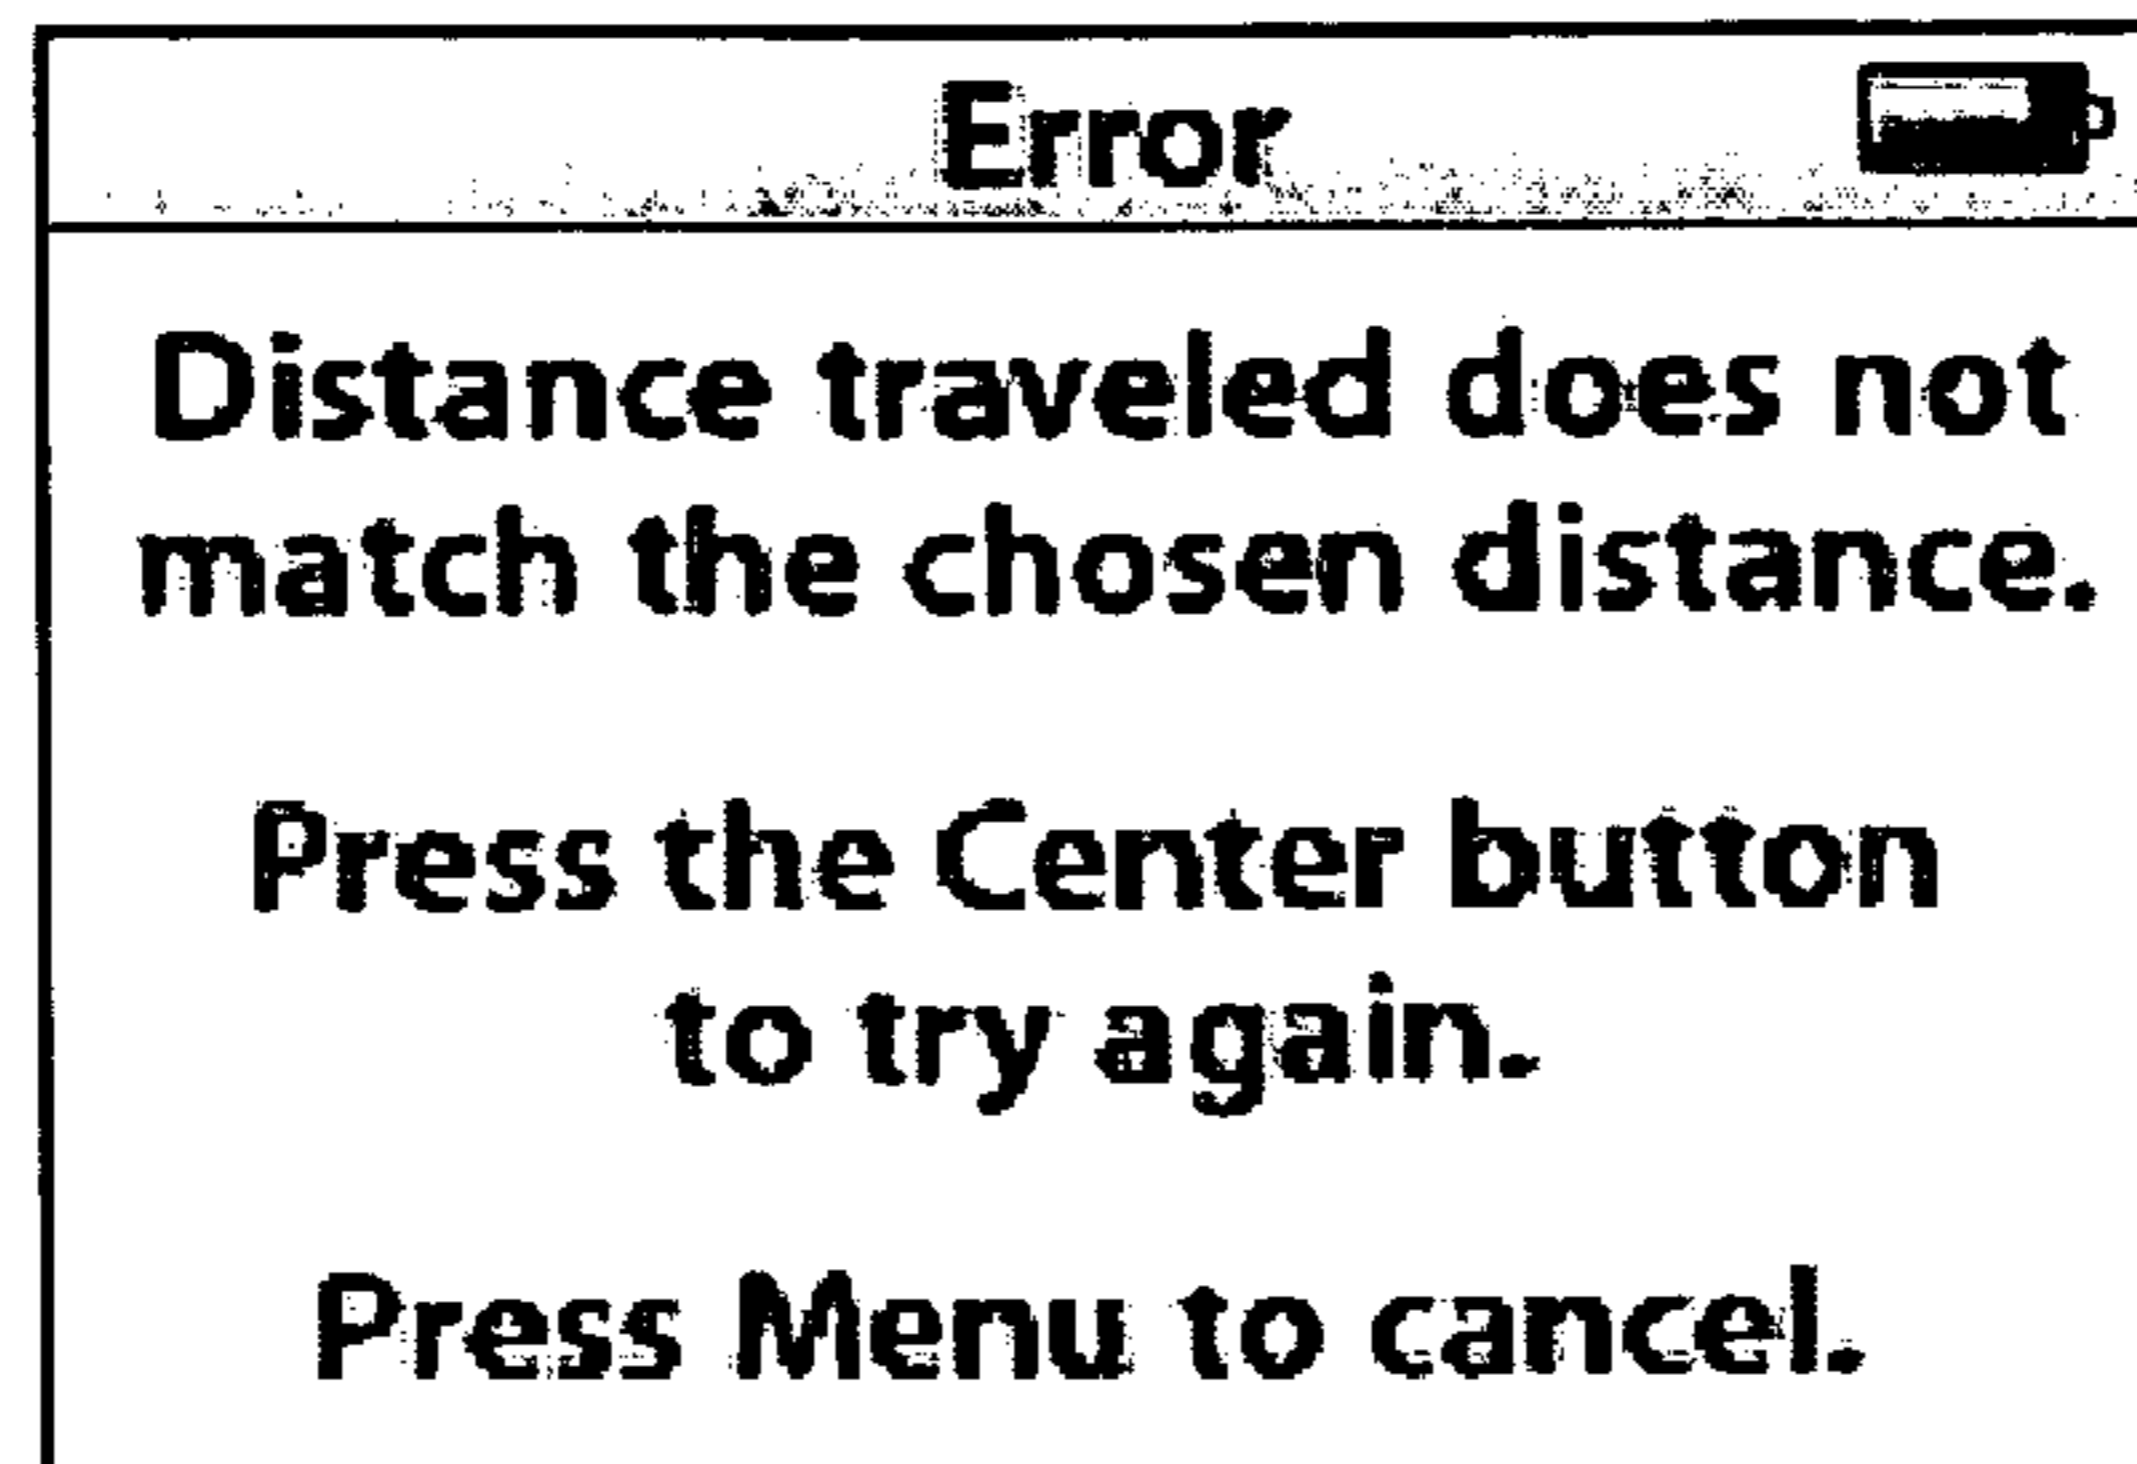 Error
Distance traveled does not
match the chosen distance.
Press the Center button
to try again.
Press Menu to cancel.